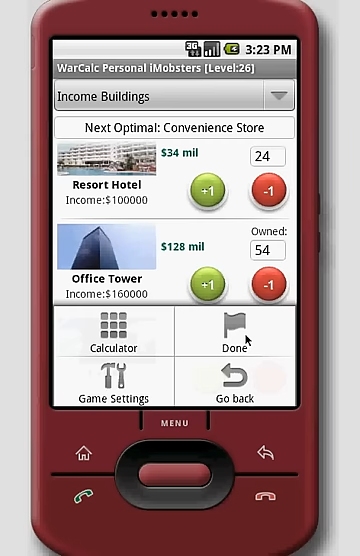 3G
3:23 PM
WarCalc Personal iMobsters [Level:26]
Income Buildings
Next Optimal: Convenience Store
$34 mil
24
Resort Hotel
+1
-1
Income:$100000
$128 mil
Owned:
54
Office Tower
+1
-1
Income:$160000
Calculator
Done
Game Settings
Go back
MENU